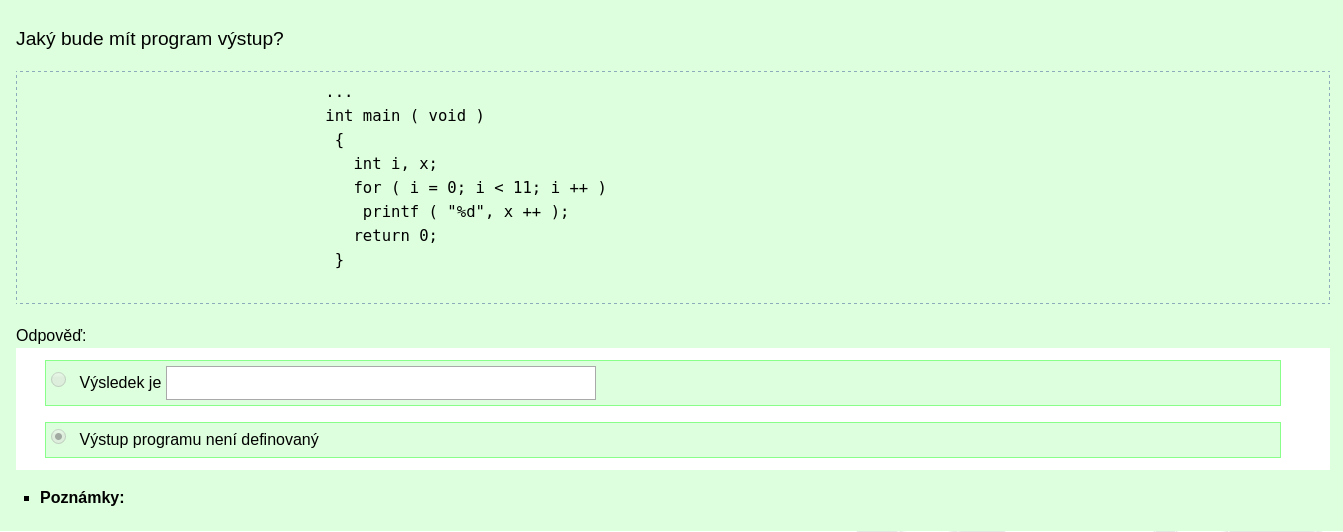 Jaký bude mít program výstup?
...
int main ( void )
{
int i, x;
for ( i = 0; i < 11; i ++ )
printf ( "%d", x ++ );
return 0;
}
Odpověď:
Výsledek je
Výstup programu není definovaný
Poznámky: